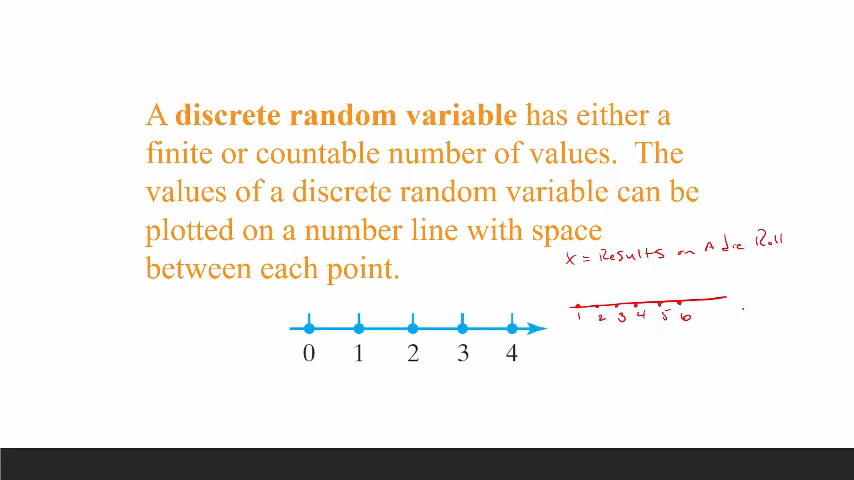 A discrete random variable has either a
finite or countable number of values. The
values of a discrete random variable can be
plotted on a number line with space
between each point.
x = Results on A die Roll
1 2 3 4 5 6
0 1 2 3 4